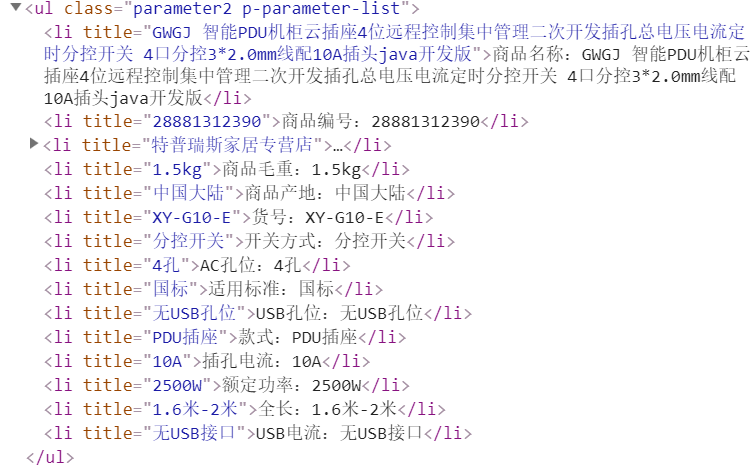 ▼<ul class="parameter2 p-parameter-list">
<li title="GWGJ 智能PDU机柜云插座4位远程控制集中管理二次开发插孔总电压电流定
时分控开关 4口分控3*2.0mm线配10A插头java开发版">商品名称：GWGJ 智能PDU机柜云
插座4位远程控制集中管理二次开发插孔总电压电流定时分控开关 4口分控3*2.0mm线配
10A插头java开发版</li>
<li title="28881312390">商品编号：28881312390</li>
▶<li title="特普瑞斯家居专营店">…</li>
<li title="1.5kg">商品毛重：1.5kg</li>
<li title="中国大陆">商品产地：中国大陆</li>
<li title="XY-G10-E">货号：XY-G10-E</li>
<li title="分控开关">开关方式：分控开关</li>
<li title="4孔">AC孔位：4孔</li>
<li title="国标">适用标准：国标</li>
<li title="无USB孔位">USB孔位：无USB孔位</li>
<li title="PDU插座">款式：PDU插座</li>
<li title="10A">插孔电流：10A</li>
<li title="2500W">额定功率：2500W</li>
<li title="1.6米-2米">全长：1.6米-2米</li>
<li title="无USB接口">USB电流：无USB接口</li>
</ul>